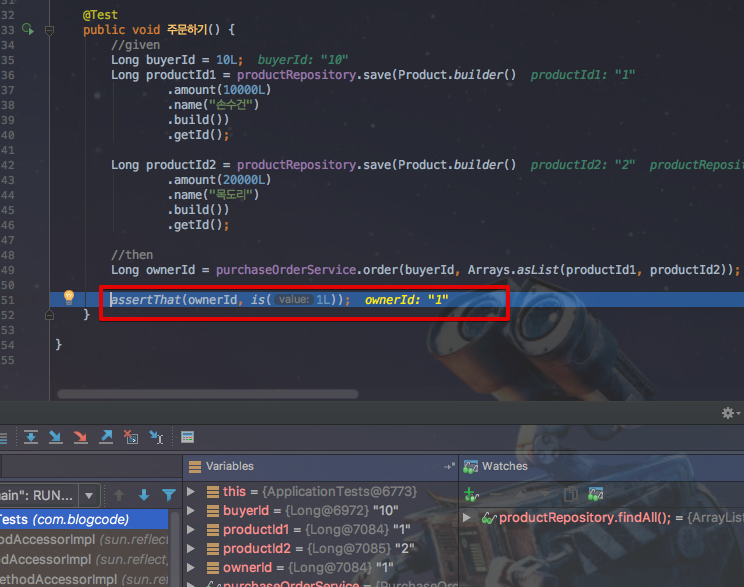 31
32 @Test
33 public void 주문하기() {
34 //given
35 Long buyerId = 10L; buyerId: "10"
36 Long productId1 = productRepository.save(Product.builder() productId1: "1"
37 .amount(10000L)
38 .name("손수건")
39 .build())
40 .getId();
41
42 Long productId2 = productRepository.save(Product.builder() productId2: "2" productReposit
43 .amount(20000L)
44 .name("목도리")
45 .build())
46 .getId();
47
48 //then
49 Long ownerId = purchaseOrderService.order(buyerId, Arrays.asList(productId1, productId2));
50
51 assertThat(ownerId, is( value: 1L)); ownerId: "1"
52 }
53
54 }
55
Variables
Watches
ain": RUN...
this = {ApplicationTests@6773}
Tests (com.blogcode)
buyerId = {Long@6972} "10"
productRepository.findAll(); = {ArrayList
odAccessorImpl (sun.reflect,
productId1 = {Long@7084} "1"
odAccessorImpl (sun.reflect,
productId2 = {Long@7085} "2"
ethodAccessorImpl (sun.ref
ownerId = {Long@7084} "1"
purchaseOrderService = {PurchaseOrd